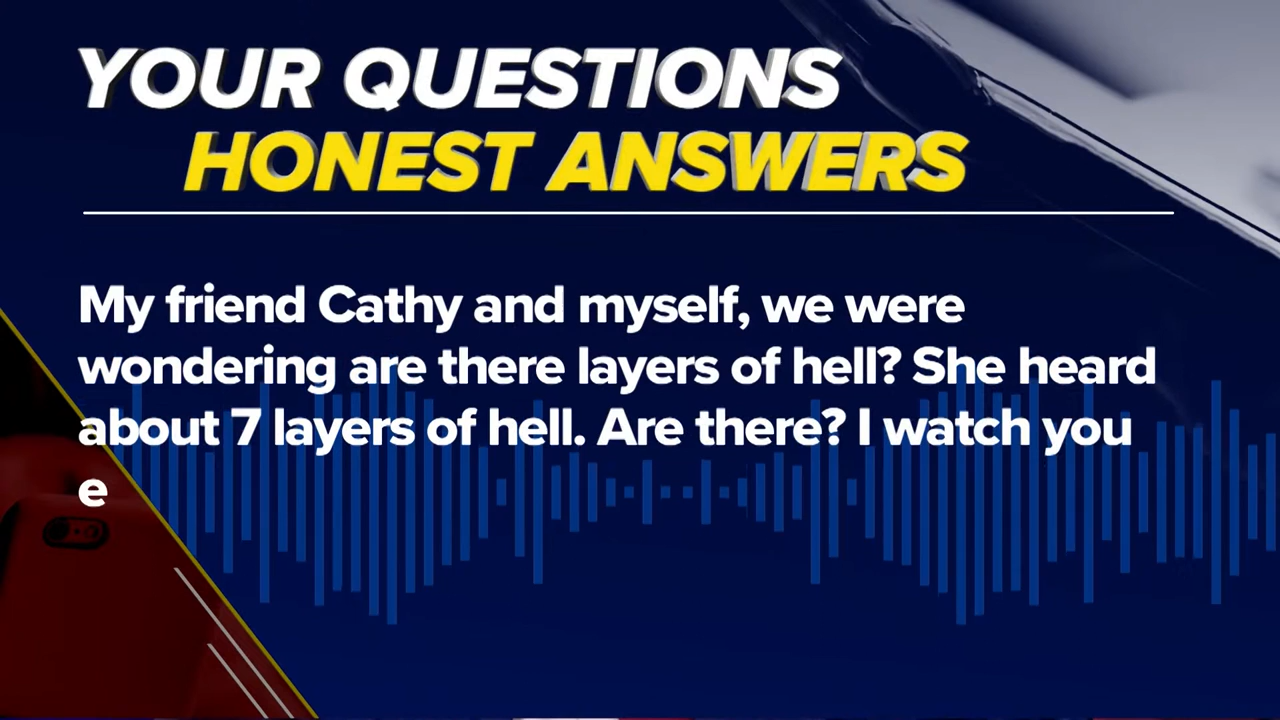 YOUR QUESTIONS
HONEST ANSWERS
My friend Cathy and myself, we were
wondering are there layers of hell? She heard
about 7 layers of hell. Are there? I watch you
e